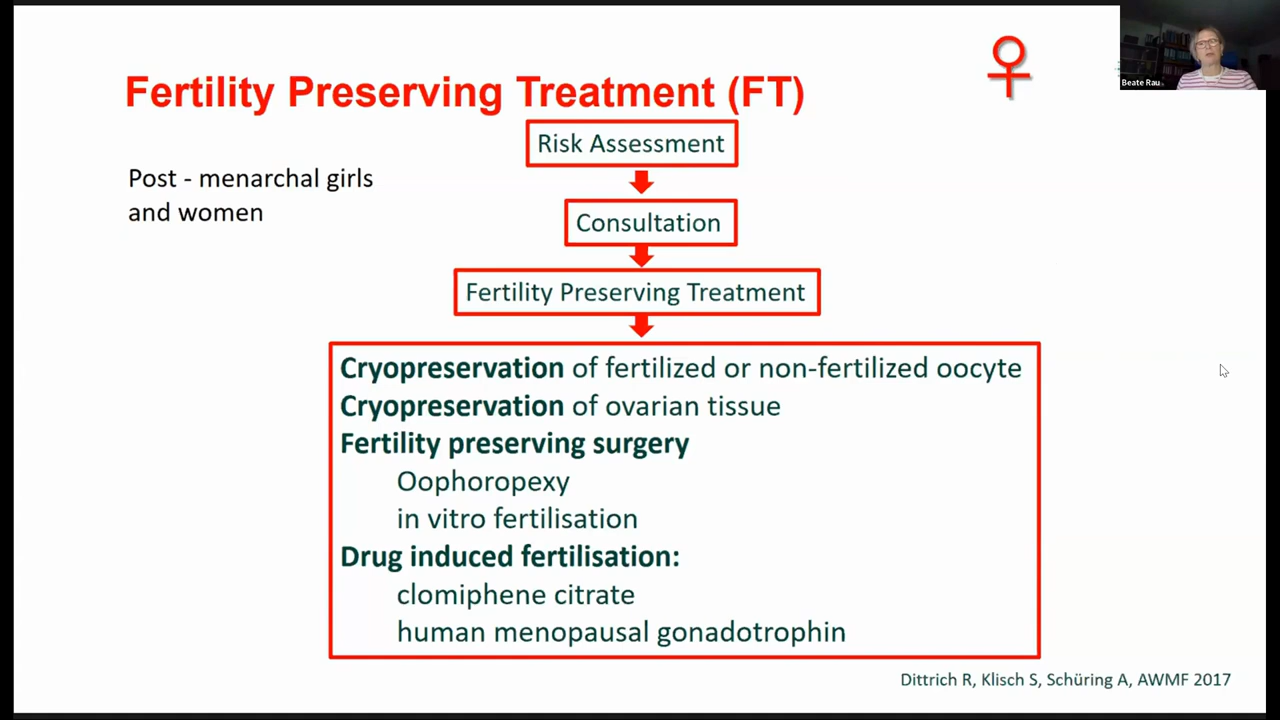 Fertility Preserving Treatment (FT)
Beate Rau
Risk Assessment
Post - menarchal girls
and women
Consultation
Fertility Preserving Treatment
Cryopreservation of fertilized or non-fertilized oocyte
Cryopreservation of ovarian tissue
Fertility preserving surgery
Oophoropexy
in vitro fertilisation
Drug induced fertilisation:
clomiphene citrate
human menopausal gonadotrophin
Dittrich R, Klisch S, Schüring A, AWMF 2017